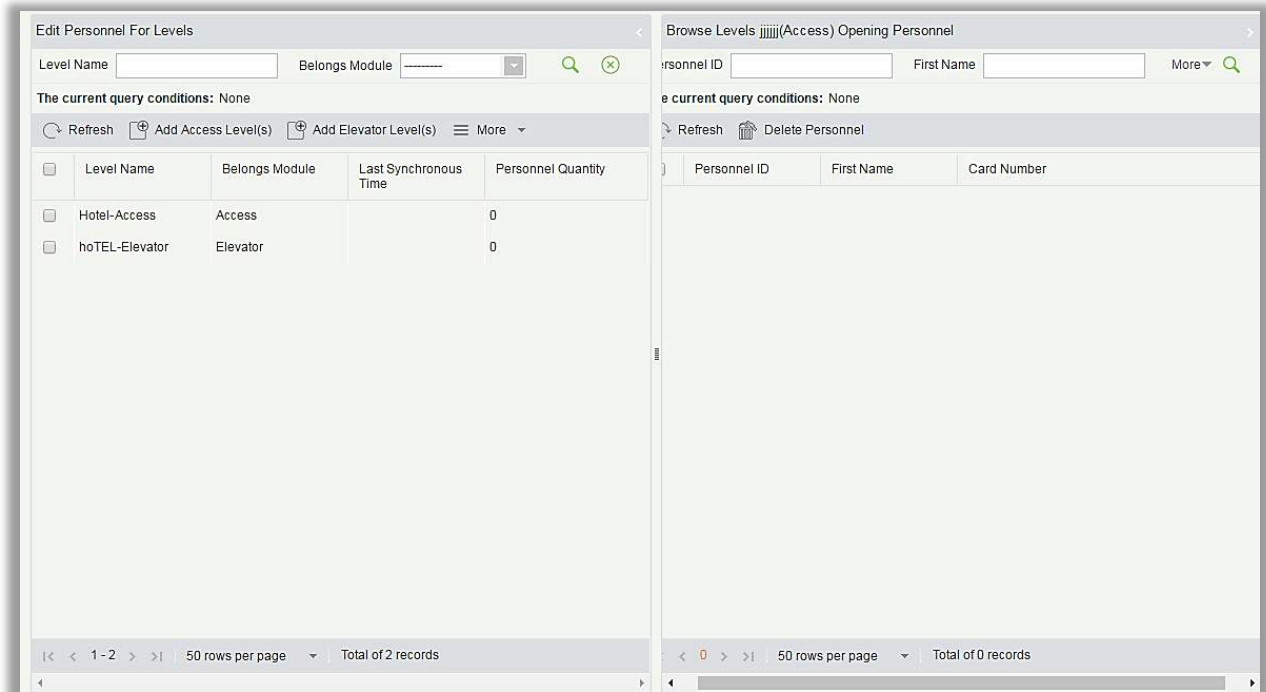 Edit Personnel For Levels
Level Name Belongs Module ---------
The current query conditions: None
Refresh Add Access Level(s) Add Elevator Level(s) More
Level Name Belongs Module Last Synchronous Time Personnel Quantity
Hotel-Access Access 0
hoTEL-Elevator Elevator 0
1 - 2 50 rows per page Total of 2 records
Browse Levels jjjjjj(Access) Opening Personnel
ersonnel ID First Name More
e current query conditions: None
Refresh Delete Personnel
Personnel ID First Name Card Number
0 50 rows per page Total of 0 records